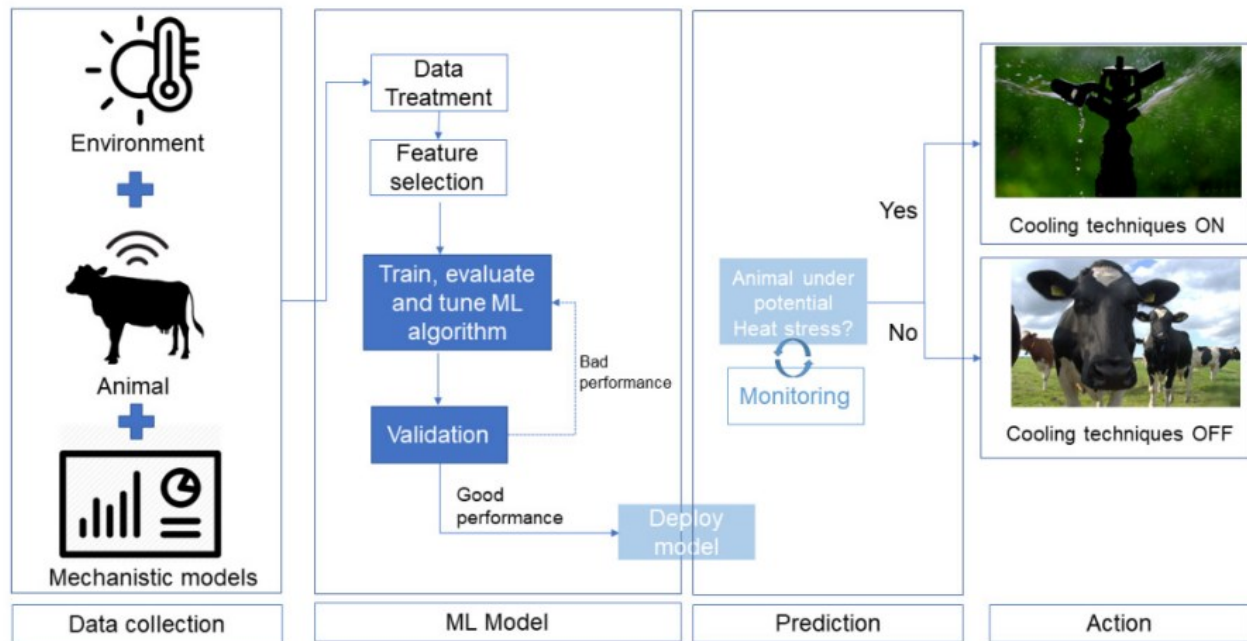 Environment
Animal
Mechanistic models
Data collection
Data
Treatment
Feature
selection
Train, evaluate
and tune ML
algorithm
Bad
performance
Validation
Good
performance
Deploy
model
ML Model
Animal under
potential
Heat stress?
Monitoring
Prediction
Yes
No
Cooling techniques ON
Cooling techniques OFF
Action